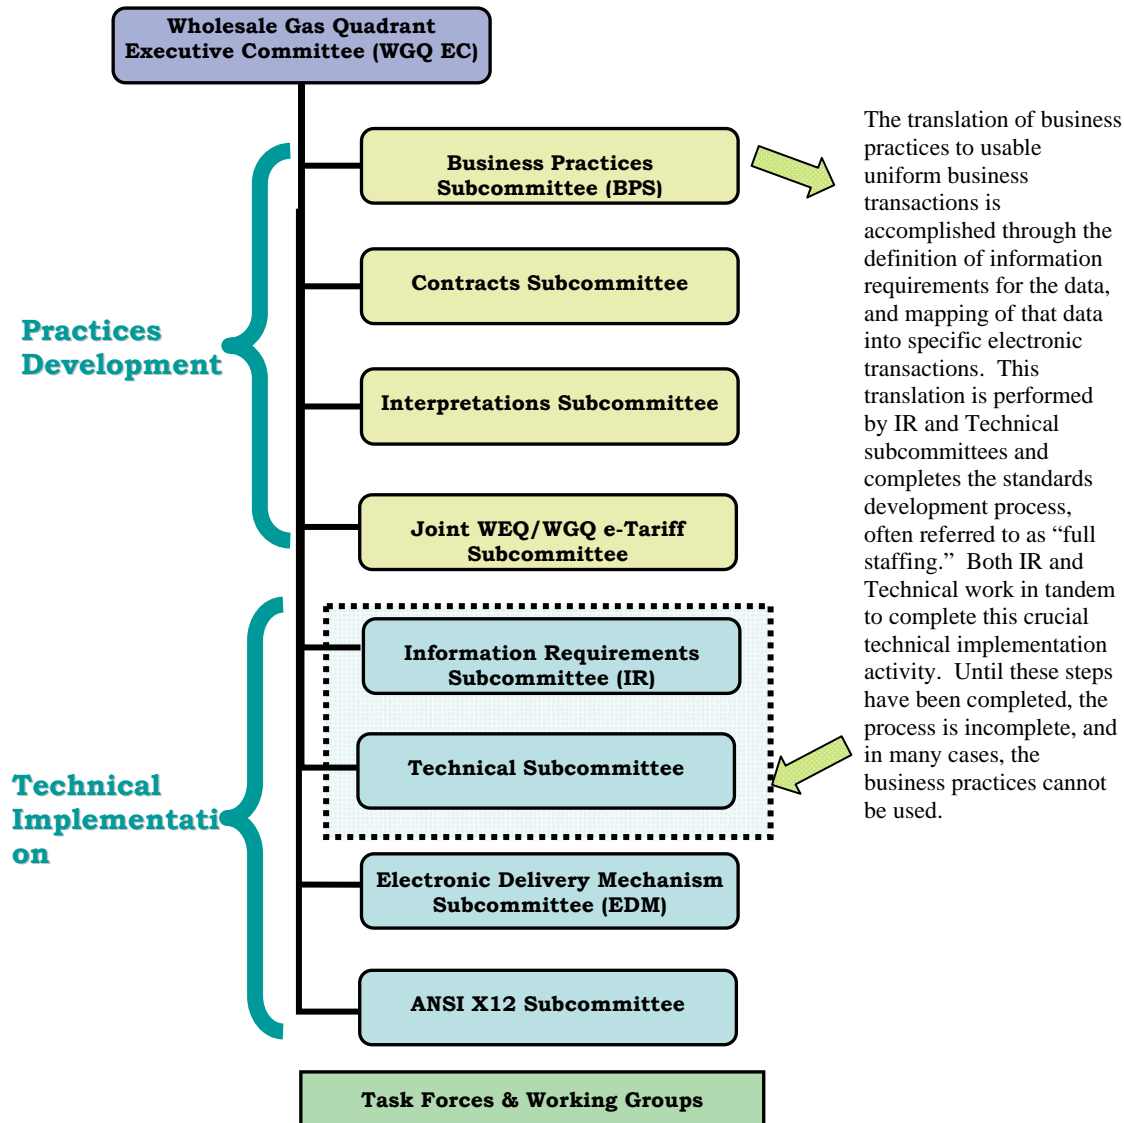 Wholesale Gas Quadrant
Executive Committee (WGQ EC)
Business Practices
Subcommittee (BPS)
Contracts Subcommittee
Practices
Development
Interpretations Subcommittee
Joint WEQ/WGQ e-Tariff
Subcommittee
Information Requirements
Subcommittee (IR)
Technical Subcommittee
Technical
Implementati
on
Electronic Delivery Mechanism
Subcommittee (EDM)
ANSI X12 Subcommittee
Task Forces & Working Groups
The translation of business
practices to usable
uniform business
transactions is
accomplished through the
definition of information
requirements for the data,
and mapping of that data
into specific electronic
transactions.  This
translation is performed
by IR and Technical
subcommittees and
completes the standards
development process,
often referred to as “full
staffing.”  Both IR and
Technical work in tandem
to complete this crucial
technical implementation
activity.  Until these steps
have been completed, the
process is incomplete, and
in many cases, the
business practices cannot
be used.